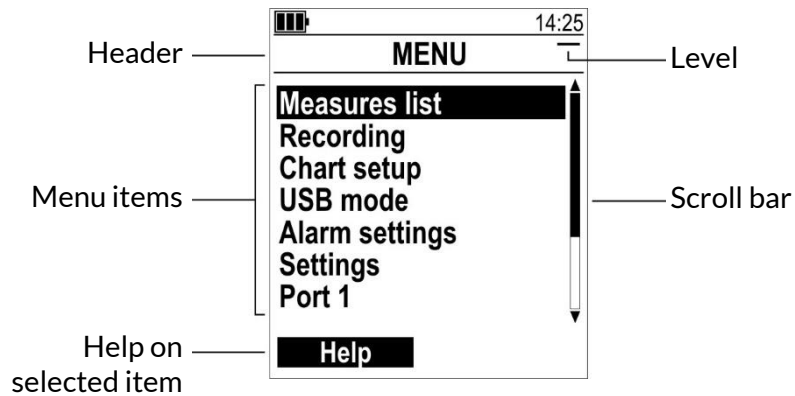 14:25
Header
MENU
Level
Measures list
Recording
Chart setup
Menu items
USB mode
Scroll bar
Alarm settings
Settings
Port 1
Help on
selected item
Help